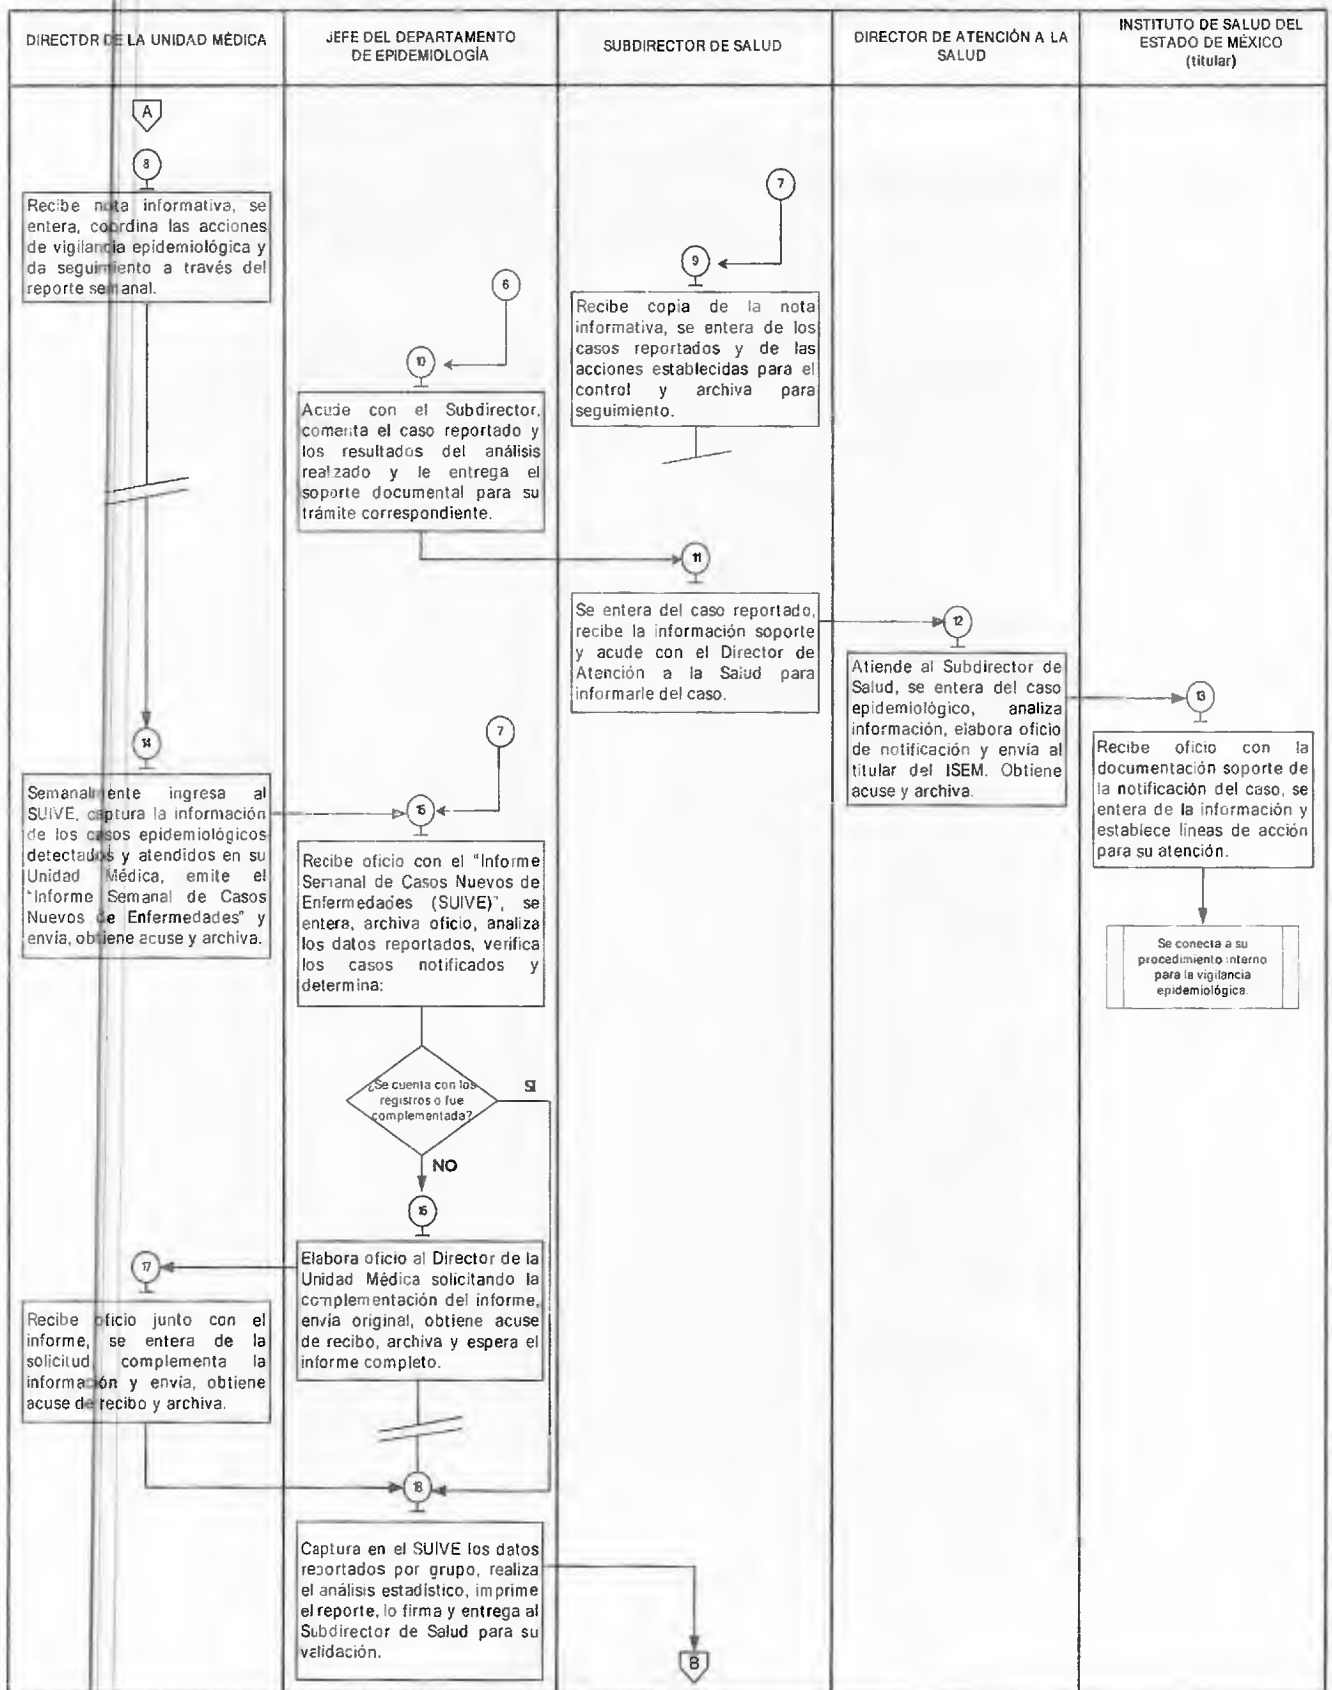 DIRECTOR DE LA UNIDAD MÉDICA
JEFE DEL DEPARTAMENTO
DE EPIDEMIOLOGÍA
SUBDIRECTOR DE SALUD
DIRECTOR DE ATENCIÓN A LA
SALUD
INSTITUTO DE SALUD DEL
ESTADO DE MÉXICO
(titular)
A
8
Recibe nota informativa, se
entera, coordina las acciones
de vigilancia epidemiológica y
da seguimiento a través del
reporte semanal.
7
9
Recibe copia de la nota
informativa, se entera de los
casos reportados y de las
acciones establecidas para el
control y archiva para
seguimiento.
6
10
Acude con el Subdirector,
comenta el caso reportado y
los resultados del análisis
realizado y le entrega el
soporte documental para su
trámite correspondiente.
11
Se entera del caso reportado,
recibe la información soporte
y acude con el Director de
Atención a la Salud para
informarle del caso.
12
Atiende al Subdirector de
Salud, se entera del caso
epidemiológico, analiza
información, elabora oficio
de notificación y envía al
titular del ISEM. Obtiene
acuse y archiva.
13
Recibe oficio con la
documentación soporte de
la notificación del caso, se
entera de la información y
establece líneas de acción
para su atención.
Se conecta a su
procedimiento interno
para la vigilancia
epidemiológica.
14
Semanalmente ingresa al
SUIVE, captura la información
de los casos epidemiológicos
detectados y atendidos en su
Unidad Médica, emite el
"Informe Semanal de Casos
Nuevos de Enfermedades" y
envía, obtiene acuse y archiva.
7
15
Recibe oficio con el "Informe
Semanal de Casos Nuevos de
Enfermedades (SUIVE)", se
entera, archiva oficio, analiza
los datos reportados, verifica
los casos notificados y
determina:
¿Se cuenta con los
registros o fue
complementada?
SI
NO
16
Elabora oficio al Director de la
Unidad Médica solicitando la
complementación del informe,
envía original, obtiene acuse
de recibo, archiva y espera el
informe completo.
17
Recibe oficio junto con el
informe, se entera de la
solicitud, complementa la
información y envía, obtiene
acuse de recibo y archiva.
18
Captura en el SUIVE los datos
reportados por grupo, realiza
el análisis estadístico, imprime
el reporte, lo firma y entrega al
Subdirector de Salud para su
validación.
B